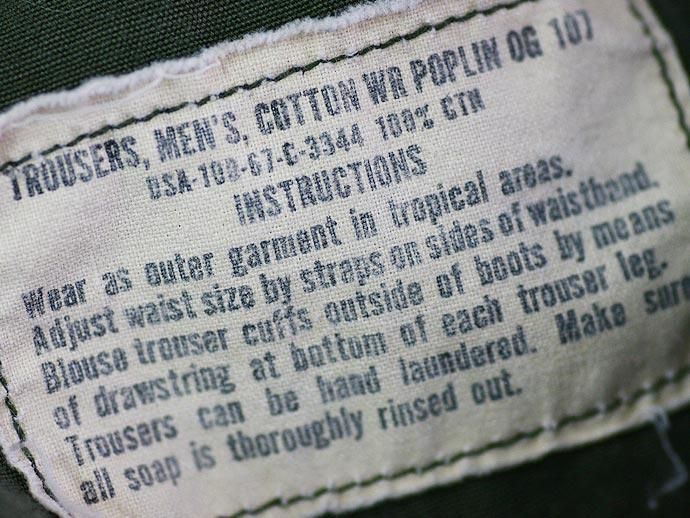 TROUSERS, MEN'S, COTTON WR POPLIN OG 107
DSA-100-67-C-3344 100% CTN
INSTRUCTIONS
Wear as outer garment in tropical areas.
Adjust waist size by straps on sides of waistband.
Blouse trouser cuffs outside of boots by means
of drawstring at bottom of each trouser leg.
Trousers can be hand laundered. Make sure
all soap is thoroughly rinsed out.